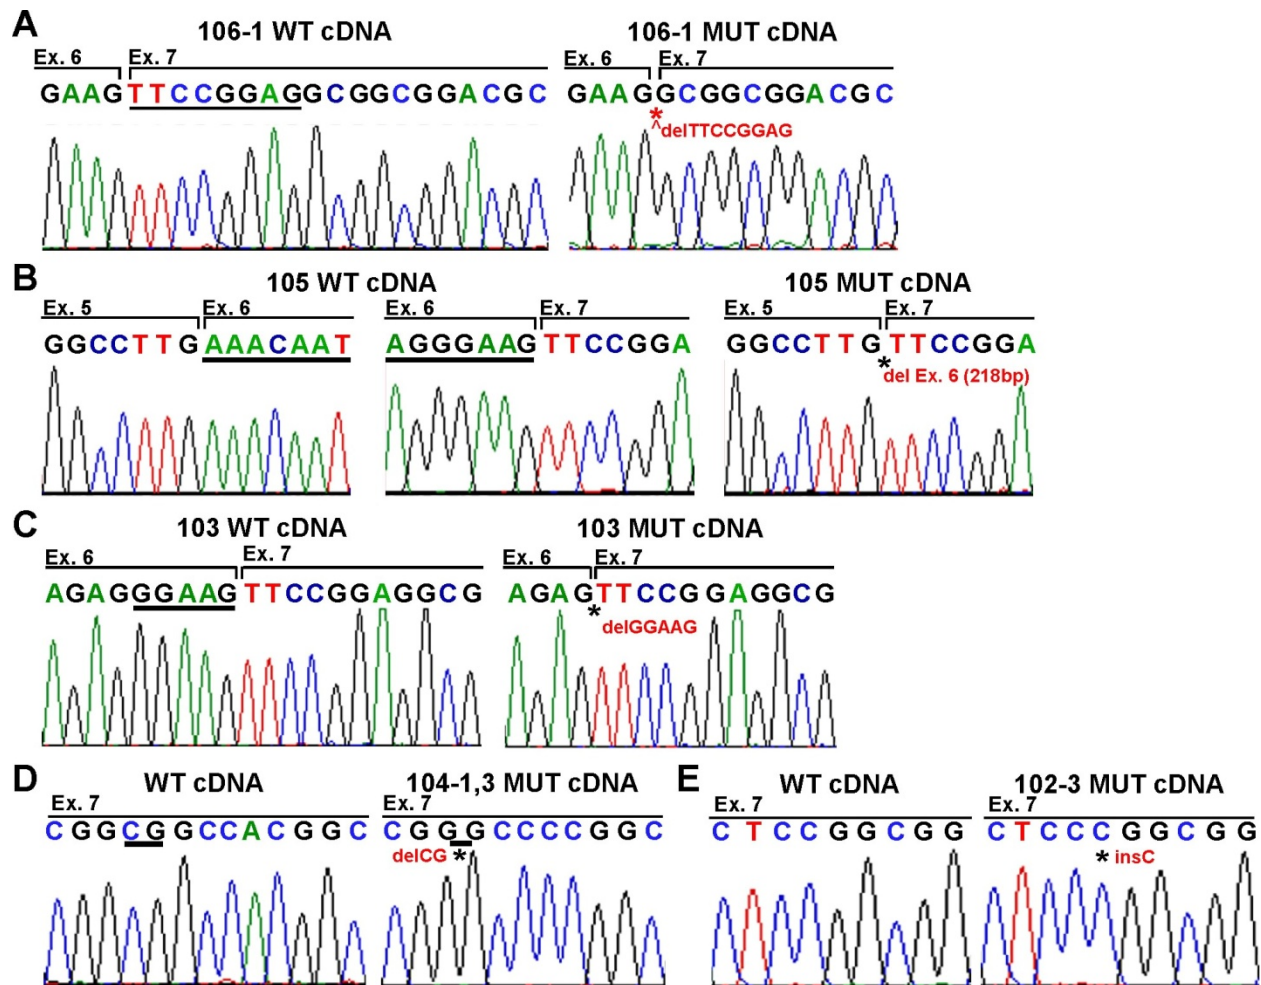 A
106-1 WT cDNA
106-1 MUT cDNA
Ex. 6 Ex. 7
Ex. 6 Ex. 7
GAAGTTCCGGAGGCGGCGGACGC
GAAGGCGGCGGACGC
*
^delTTCCGGAG
B
105 WT cDNA
105 MUT cDNA
Ex. 5 Ex. 6
Ex. 6 Ex. 7
Ex. 5 Ex. 7
GGCCTTGAAACAAT
AGGGAAGTTCCGGA
GGCCTTGTTCCGGA
*
del Ex. 6 (218bp)
C
103 WT cDNA
103 MUT cDNA
Ex. 6 Ex. 7
Ex. 6 Ex. 7
AGAGGGAAGTTCCGGAGGCG
AGAGTTCCGGAGGCG
*
delGGAAG
D
WT cDNA
104-1,3 MUT cDNA
Ex. 7
Ex. 7
CGGCGGCCACGGC
CGGGCCCCGGC
delCG *
E
WT cDNA
102-3 MUT cDNA
Ex. 7
Ex. 7
CTCCGGCGG
CTCCCGGCGG
* insC